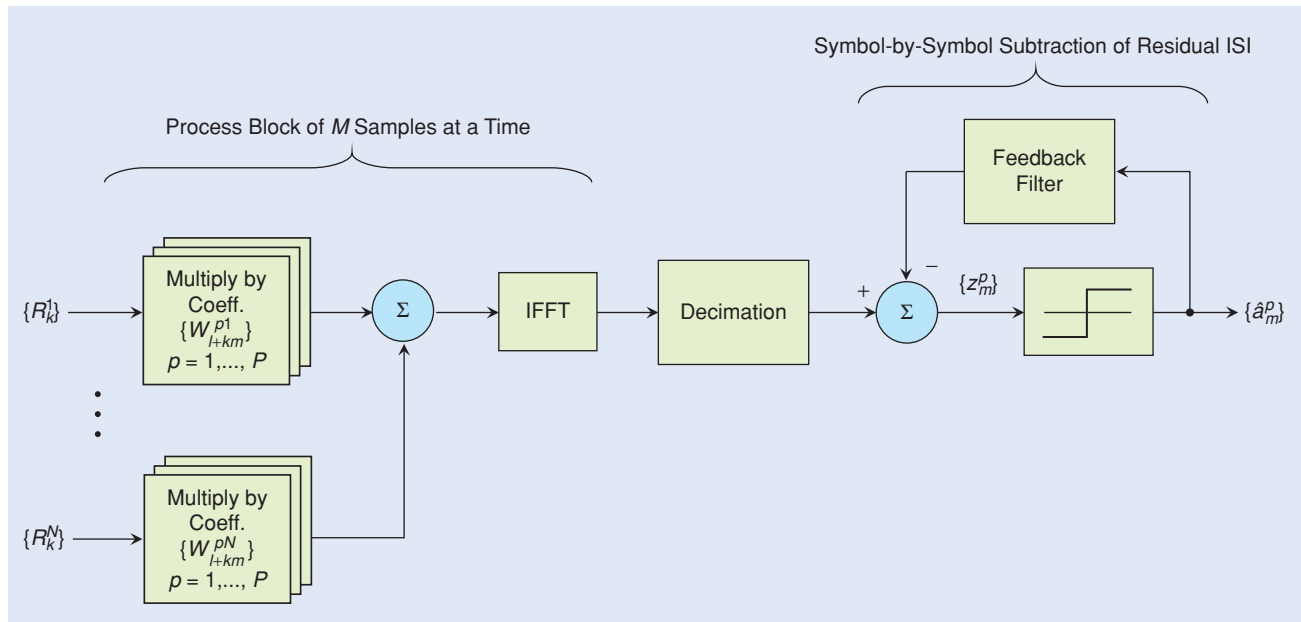 Symbol-by-Symbol Subtraction of Residual ISI
Process Block of M Samples at a Time
Feedback
Filter
{R_k^1}
Multiply by
Coeff.
{W_{l+km}^{p1}}
p = 1,..., P
Σ
IFFT
Decimation
+
−
Σ
{z_m^p}
{â_m^p}
{R_k^N}
Multiply by
Coeff.
{W_{l+km}^{pN}}
p = 1,..., P